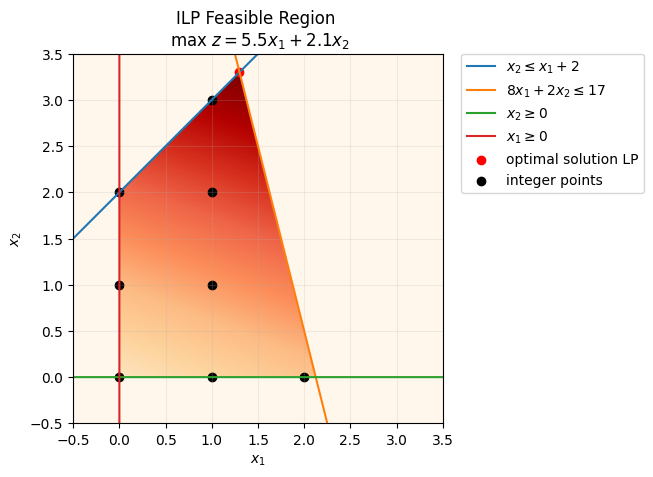 ILP Feasible Region
max z = 5.5x₁ + 2.1x₂
3.5
3.0
2.5
2.0
1.5
1.0
0.5
0.0
−0.5
x₂
−0.5 0.0 0.5 1.0 1.5 2.0 2.5 3.0 3.5
x₁
x₂ ≤ x₁ + 2
8x₁ + 2x₂ ≤ 17
x₂ ≥ 0
x₁ ≥ 0
optimal solution LP
integer points